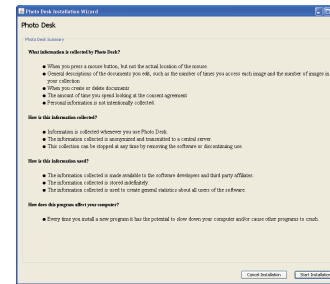 Photo Desk Installation Wizard
Photo Desk
Photo Desk Summary
What information is collected by Photo Desk?
● When you press a mouse button, but not the actual location of the mouse.
● General descriptions of the documents you edit, such as the number of times you access each image and the number of images in
your collection
● When you create or delete documents
● The amount of time you spend looking at the consent agreement
● Personal information is not intentionally collected.
How is this information collected?
● Information is collected whenever you use Photo Desk.
● The information is anonymized and transmitted to a central server.
● This collection can be stopped at any time by removing the software or discontinuing use.
How is this information used?
● The information collected is made available to the software developers and third party affiliates.
● The information collected is stored indefinitely.
● The information collected is used to create general statistics about all users of the software.
How does this program affect your computer?
● Every time you install a new program it has the potential to slow down your computer and/or cause other programs to crash.
Cancel Installation
Start Installation